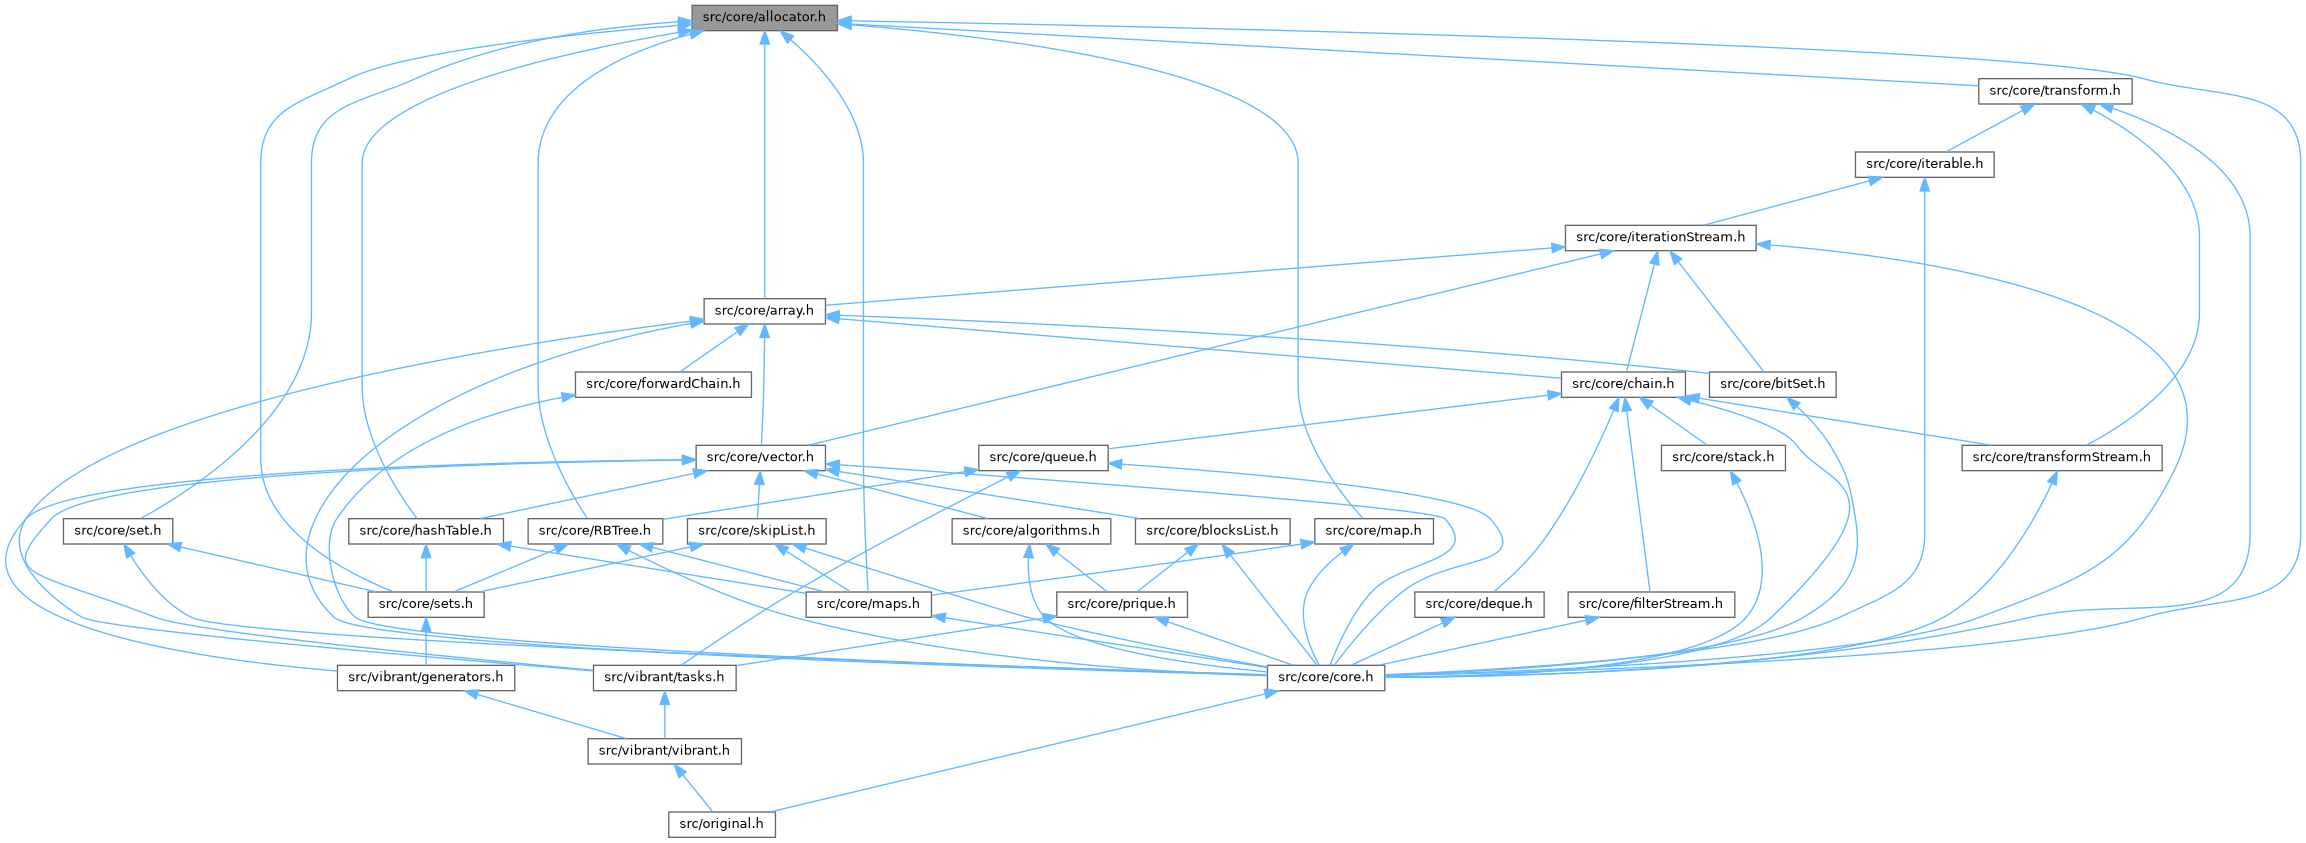 src/core/allocator.h
src/core/transform.h
src/core/iterable.h
src/core/iterationStream.h
src/core/array.h
src/core/forwardChain.h
src/core/chain.h
src/core/bitSet.h
src/core/vector.h
src/core/queue.h
src/core/stack.h
src/core/transformStream.h
src/core/set.h
src/core/hashTable.h
src/core/RBTree.h
src/core/skipList.h
src/core/algorithms.h
src/core/blocksList.h
src/core/map.h
src/core/sets.h
src/core/maps.h
src/core/prique.h
src/core/deque.h
src/core/filterStream.h
src/vibrant/generators.h
src/vibrant/tasks.h
src/core/core.h
src/vibrant/vibrant.h
src/original.h